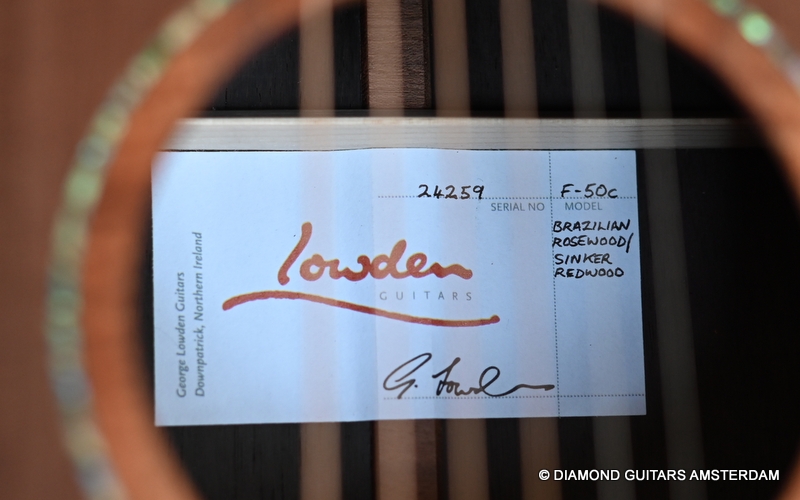 24259
SERIAL NO
F-50c
MODEL
BRAZILIAN
ROSEWOOD/
SINKER
REDWOOD
lowden
GUITARS
George Lowden Guitars
Downpatrick, Northern Ireland
G. Lowden
© DIAMOND GUITARS AMSTERDAM